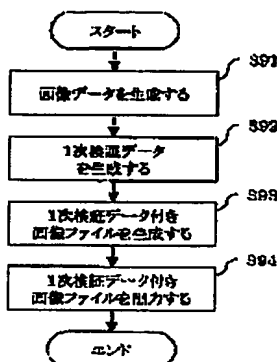 スタート
S91
画像データを生成する
S92
1次検証データ
を生成する
S93
1次検証データ付き
画像ファイルを生成する
S94
1次検証データ付き
画像ファイルを出力する
エンド